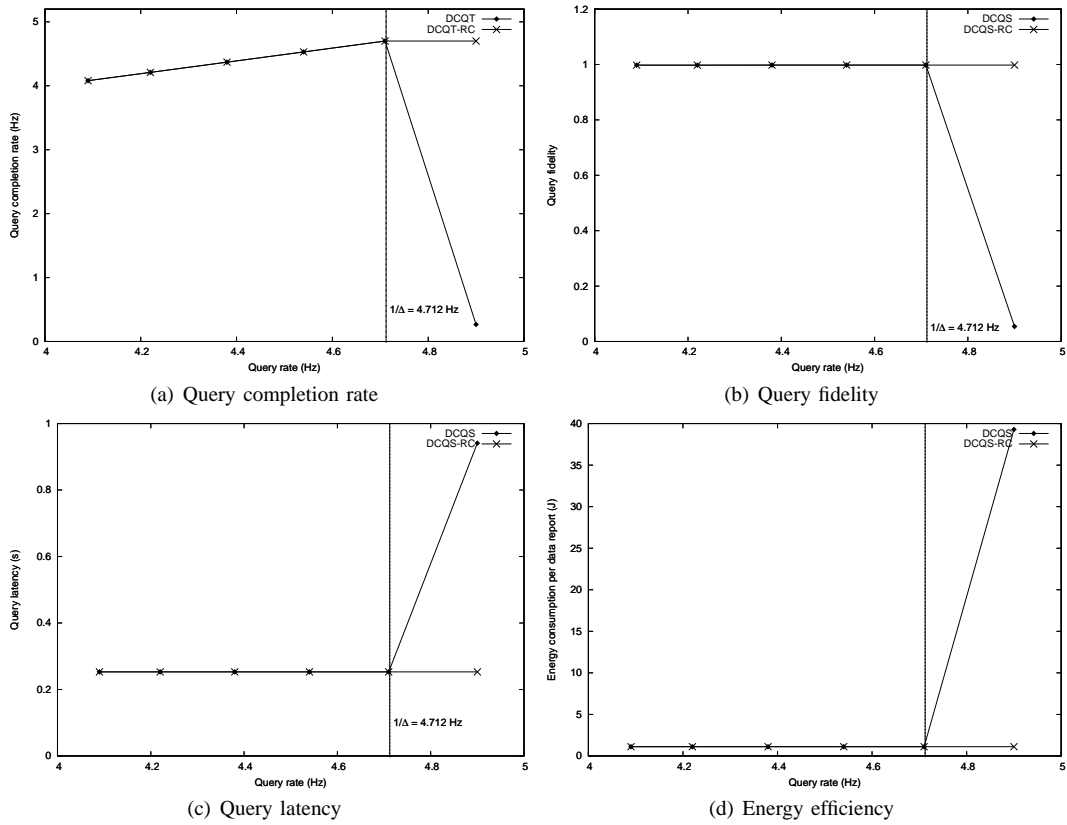 DCQT
DCQT-RC
5
4
3
2
1
0
Query completion rate (Hz)
1/Δ = 4.712 Hz
4
4.2
4.4
4.6
4.8
5
Query rate (Hz)
(a) Query completion rate
DCQS
DCQS-RC
1.2
1
0.8
0.6
0.4
0.2
0
Query fidelity
1/Δ = 4.712 Hz
4
4.2
4.4
4.6
4.8
5
Query rate (Hz)
(b) Query fidelity
DCQS
DCQS-RC
1
0.8
0.6
0.4
0.2
0
Query latency (s)
1/Δ = 4.712 Hz
4
4.2
4.4
4.6
4.8
5
Query rate (Hz)
(c) Query latency
DCQS
DCQS-RC
40
35
30
25
20
15
10
5
0
Energy consumption per data report (J)
4
4.2
4.4
4.6
4.8
5
Query rate (Hz)
(d) Energy efficiency